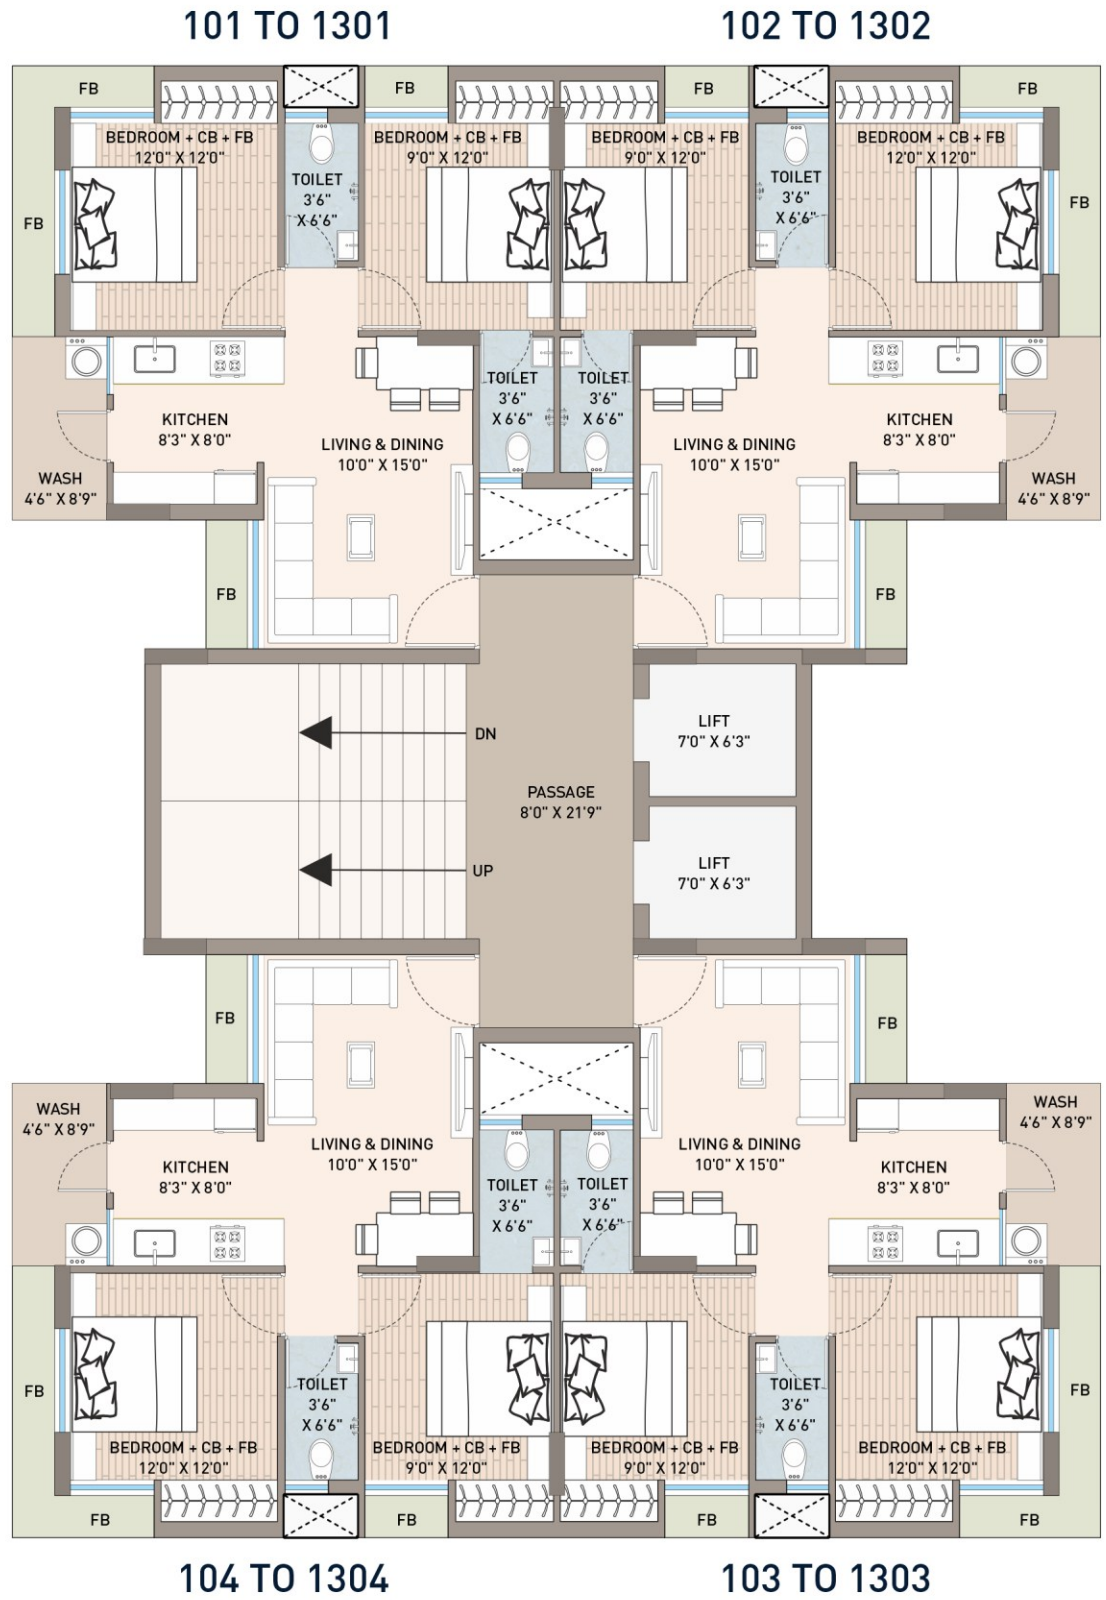 101 TO 1301
102 TO 1302
FB
FB
FB
FB
BEDROOM + CB + FB
12'0" X 12'0"
BEDROOM + CB + FB
9'0" X 12'0"
BEDROOM + CB + FB
9'0" X 12'0"
BEDROOM + CB + FB
12'0" X 12'0"
TOILET
3'6"
X 6'6"
TOILET
3'6"
X 6'6"
FB
FB
TOILET
3'6"
X 6'6"
TOILET
3'6"
X 6'6"
KITCHEN
8'3" X 8'0"
LIVING & DINING
10'0" X 15'0"
LIVING & DINING
10'0" X 15'0"
KITCHEN
8'3" X 8'0"
WASH
4'6" X 8'9"
WASH
4'6" X 8'9"
FB
FB
DN
LIFT
7'0" X 6'3"
PASSAGE
8'0" X 21'9"
UP
LIFT
7'0" X 6'3"
FB
FB
WASH
4'6" X 8'9"
WASH
4'6" X 8'9"
KITCHEN
8'3" X 8'0"
LIVING & DINING
10'0" X 15'0"
LIVING & DINING
10'0" X 15'0"
KITCHEN
8'3" X 8'0"
TOILET
3'6"
X 6'6"
TOILET
3'6"
X 6'6"
FB
FB
TOILET
3'6"
X 6'6"
TOILET
3'6"
X 6'6"
BEDROOM + CB + FB
12'0" X 12'0"
BEDROOM + CB + FB
9'0" X 12'0"
BEDROOM + CB + FB
9'0" X 12'0"
BEDROOM + CB + FB
12'0" X 12'0"
FB
FB
FB
FB
104 TO 1304
103 TO 1303